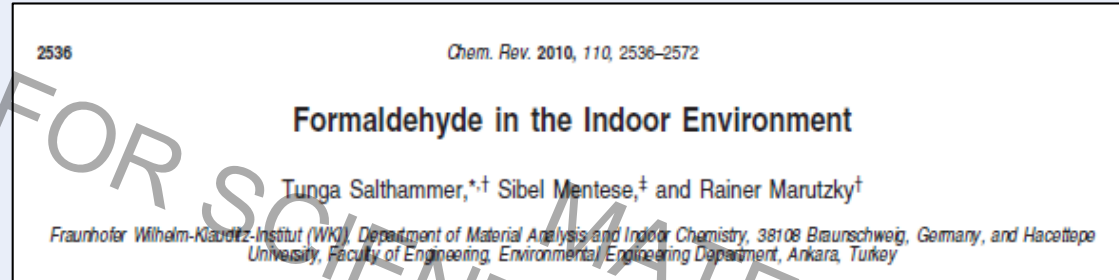 2536
Chem. Rev. 2010, 110, 2536–2572
Formaldehyde in the Indoor Environment
Tunga Salthammer,*,† Sibel Mentese,‡ and Rainer Marutzky†
Fraunhofer Wilhelm-Klauditz-Institut (WKI), Department of Material Analysis and Indoor Chemistry, 38108 Braunschweig, Germany, and Hacettepe
University, Faculty of Engineering, Environmental Engineering Department, Ankara, Turkey
FOR SCIEN
MATE